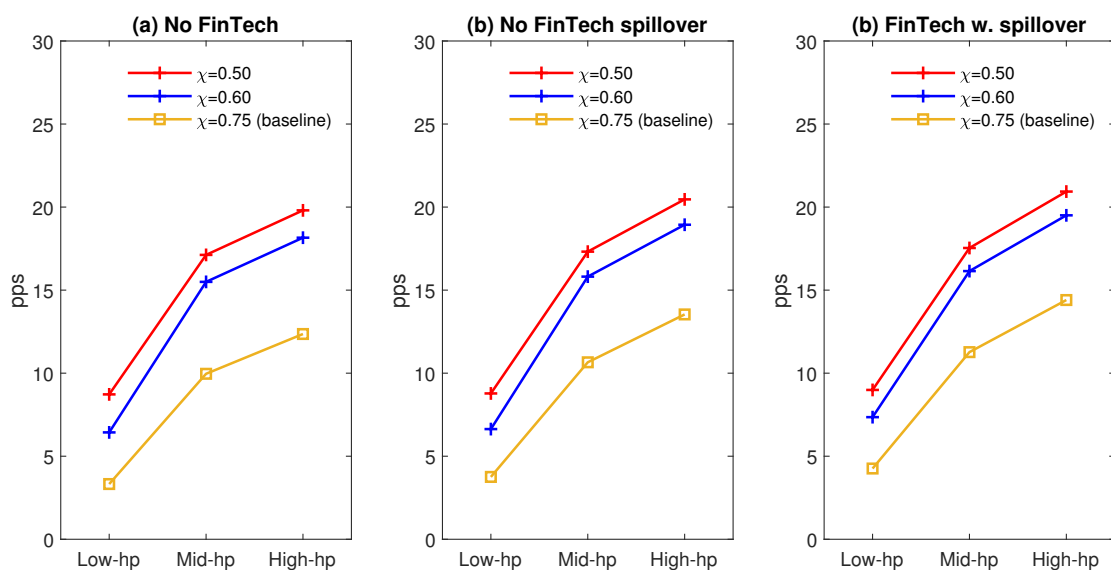 (a) No FinTech
30
25
20
15
10
5
0
pps
χ=0.50
χ=0.60
χ=0.75 (baseline)
Low-hp Mid-hp High-hp
(b) No FinTech spillover
30
25
20
15
10
5
0
pps
χ=0.50
χ=0.60
χ=0.75 (baseline)
Low-hp Mid-hp High-hp
(b) FinTech w. spillover
30
25
20
15
10
5
0
pps
χ=0.50
χ=0.60
χ=0.75 (baseline)
Low-hp Mid-hp High-hp